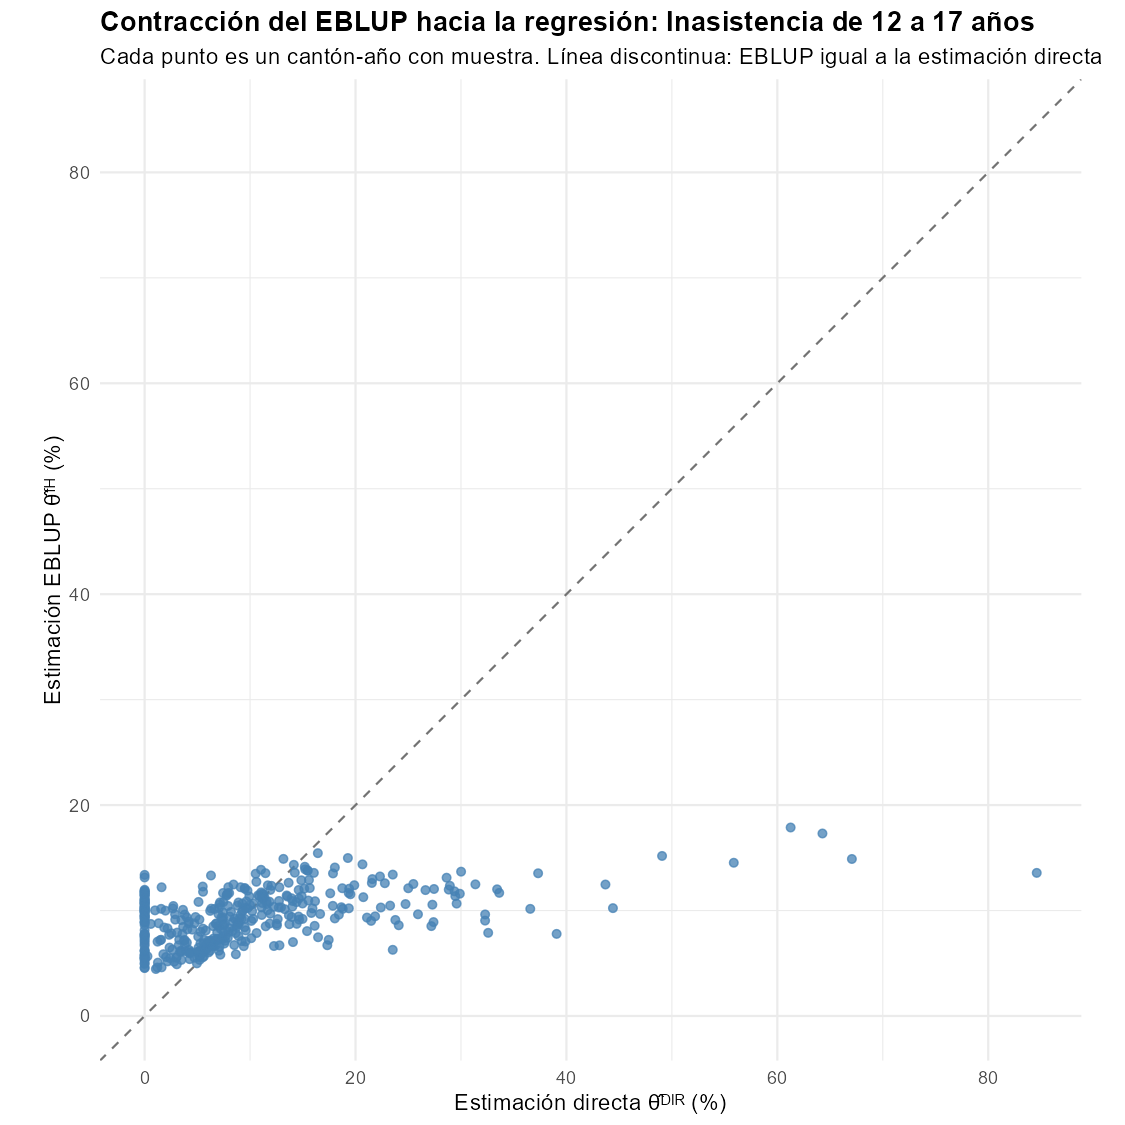 Contracción del EBLUP hacia la regresión: Inasistencia de 12 a 17 años
Cada punto es un cantón-año con muestra. Línea discontinua: EBLUP igual a la estimación directa
80
60
40
20
0
Estimación EBLUP θ̂ᶠᴴ (%)
0 20 40 60 80
Estimación directa θ̂ᴰᴵᴿ (%)